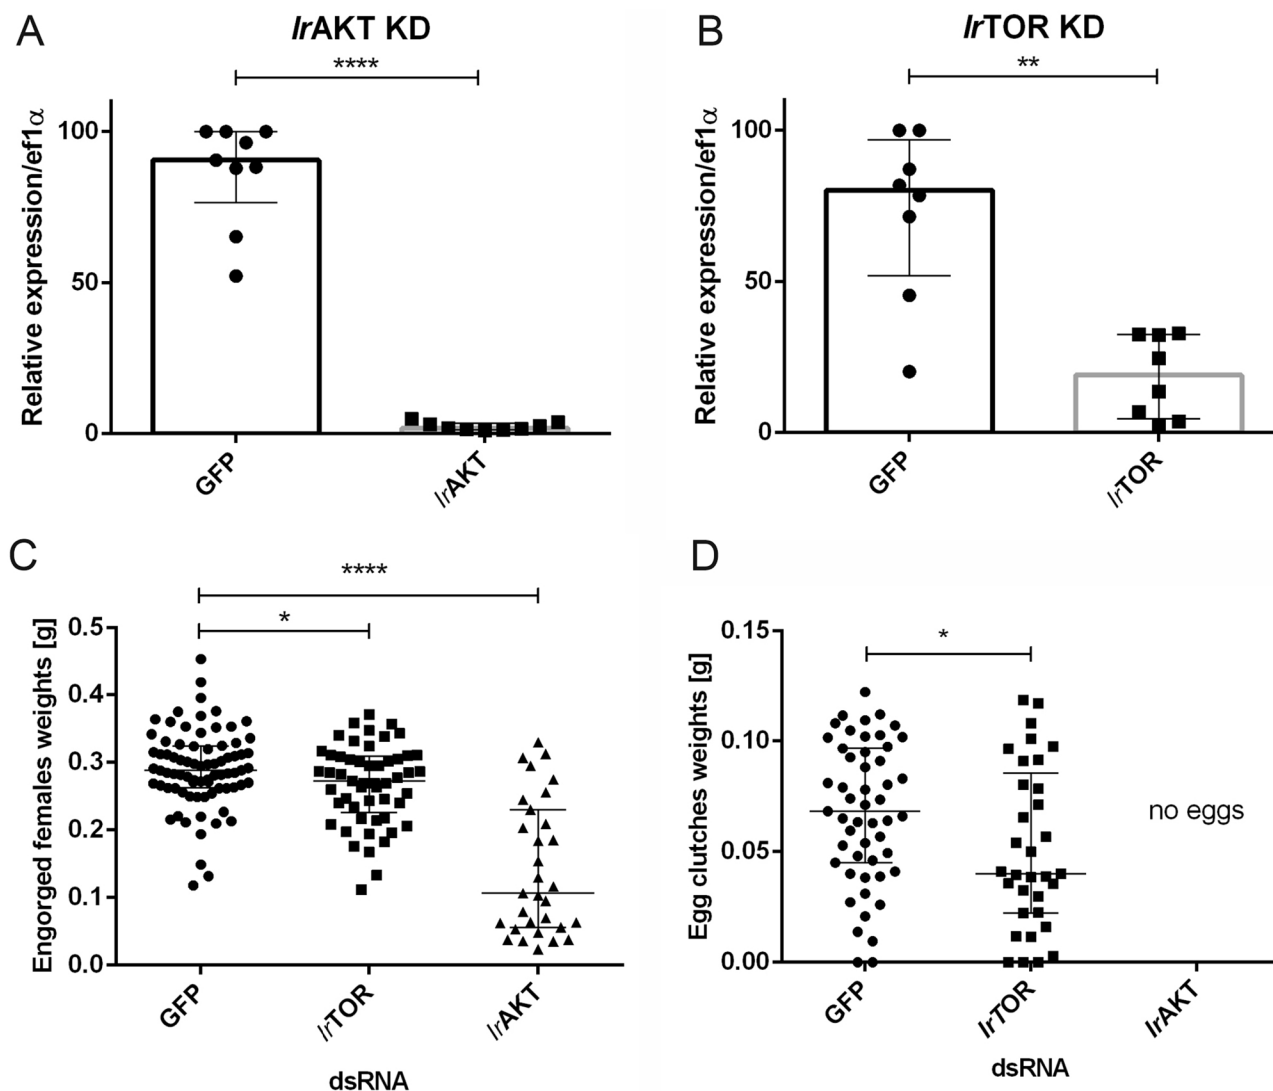 A
IrAKT KD
****
Relative expression/ef1α
100
50
0
GFP
IrAKT
B
IrTOR KD
**
Relative expression/ef1α
100
50
0
GFP
IrTOR
C
****
*
Engorged females weights [g]
0.5
0.4
0.3
0.2
0.1
0.0
GFP
IrTOR
IrAKT
dsRNA
D
*
Egg clutches weights [g]
0.15
0.10
0.05
0.00
no eggs
GFP
IrTOR
IrAKT
dsRNA